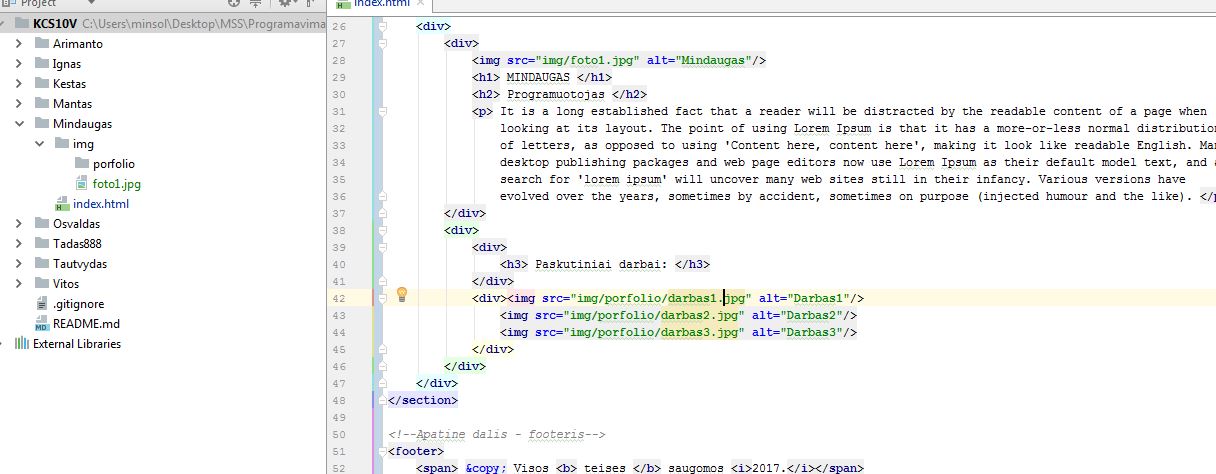 Project
index.html
KCS10V C:\Users\minsol\Desktop\MSS\Programavima
Arimanto
Ignas
Kestas
Mantas
Mindaugas
img
porfolio
foto1.jpg
index.html
Osvaldas
Tadas888
Tautvydas
Vitos
.gitignore
README.md
External Libraries
26 <div>
27 <div>
28 <img src="img/foto1.jpg" alt="Mindaugas"/>
29 <h1> MINDAUGAS </h1>
30 <h2> Programuotojas </h2>
31 <p> It is a long established fact that a reader will be distracted by the readable content of a page when
32 looking at its layout. The point of using Lorem Ipsum is that it has a more-or-less normal distribution
33 of letters, as opposed to using 'Content here, content here', making it look like readable English. Man
34 desktop publishing packages and web page editors now use Lorem Ipsum as their default model text, and a
35 search for 'lorem ipsum' will uncover many web sites still in their infancy. Various versions have
36 evolved over the years, sometimes by accident, sometimes on purpose (injected humour and the like). </p
37 </div>
38 <div>
39 <div>
40 <h3> Paskutiniai darbai: </h3>
41 </div>
42 <div><img src="img/porfolio/darbas1.jpg" alt="Darbas1"/>
43 <img src="img/porfolio/darbas2.jpg" alt="Darbas2"/>
44 <img src="img/porfolio/darbas3.jpg" alt="Darbas3"/>
45 </div>
46 </div>
47 </div>
48 </section>
49
50 <!--Apatine dalis - footeris-->
51 <footer>
52 <span> &copy; Visos <b> teises </b> saugomos <i>2017.</i></span>